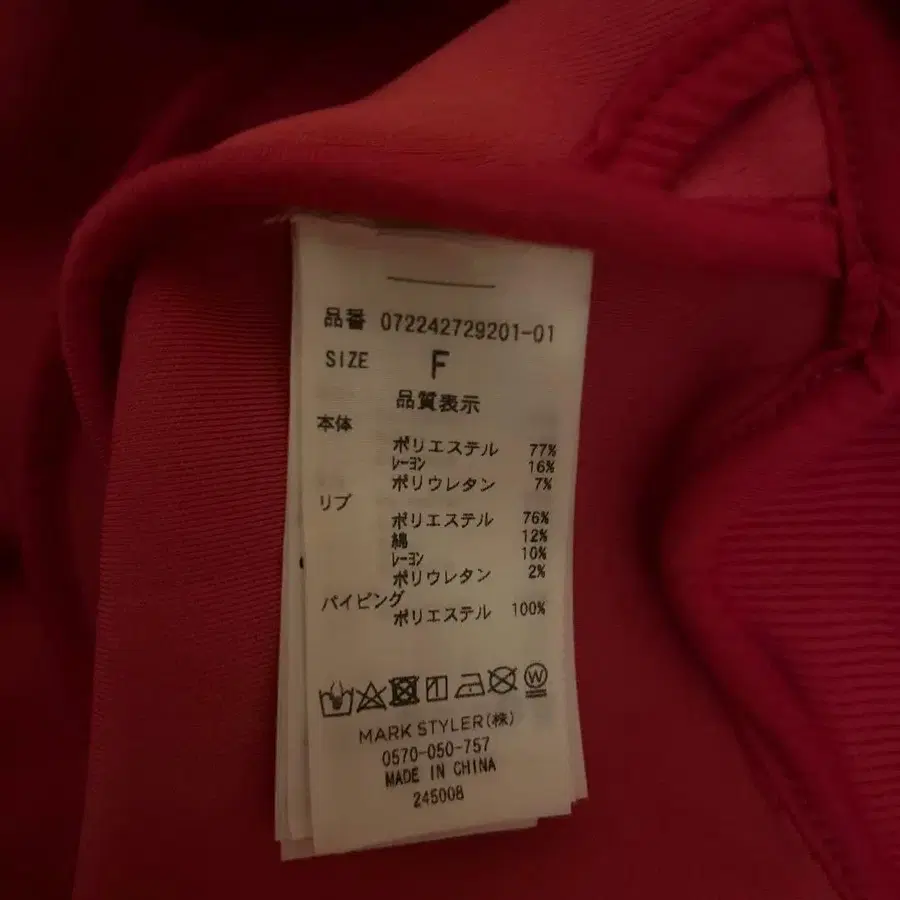 品番 072242729201-01
SIZE F
品質表示
本体
ポリエステル 77%
レーヨン 16%
ポリウレタン 7%
リブ
ポリエステル 76%
綿 12%
レーヨン 10%
ポリウレタン 2%
パイピング
ポリエステル 100%
W
MARK STYLER(株)
0570-050-757
MADE IN CHINA
245008